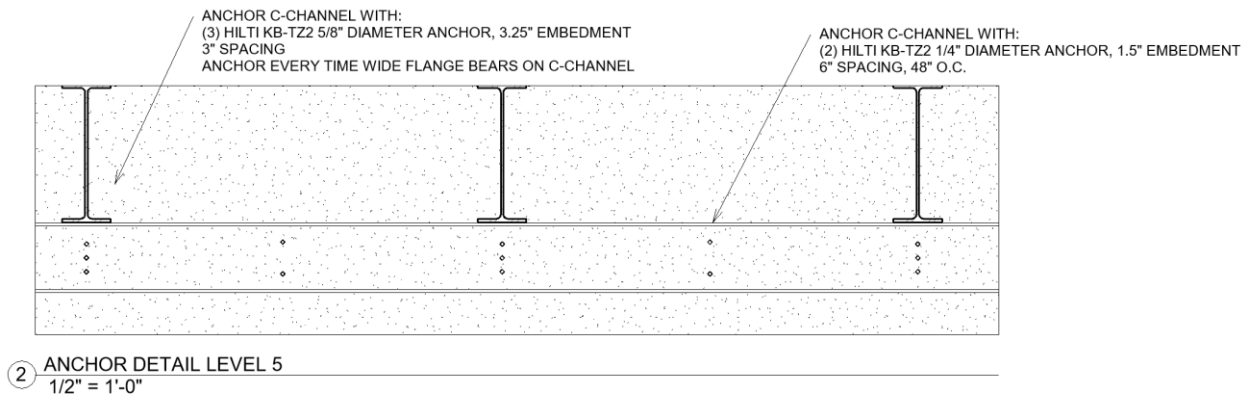 ANCHOR C-CHANNEL WITH:
(3) HILTI KB-TZ2 5/8" DIAMETER ANCHOR, 3.25" EMBEDMENT
3" SPACING
ANCHOR EVERY TIME WIDE FLANGE BEARS ON C-CHANNEL
ANCHOR C-CHANNEL WITH:
(2) HILTI KB-TZ2 1/4" DIAMETER ANCHOR, 1.5" EMBEDMENT
6" SPACING, 48" O.C.
2 ANCHOR DETAIL LEVEL 5
1/2" = 1'-0"